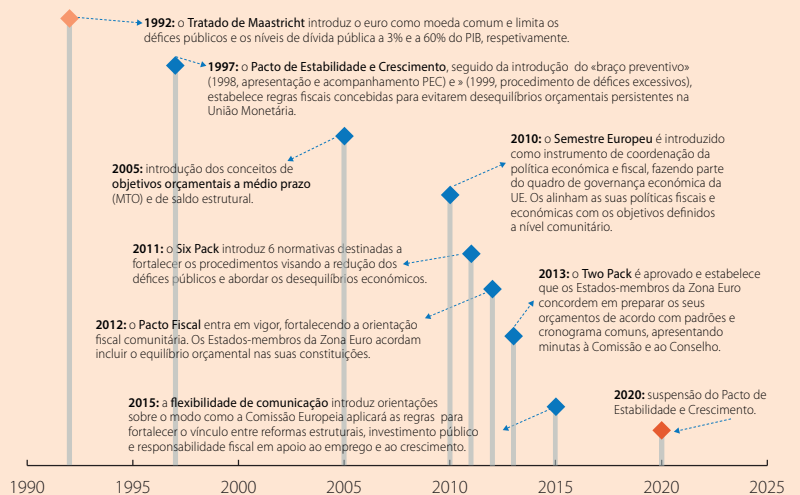 1992: o Tratado de Maastricht introduz o euro como moeda comum e limita os
défices públicos e os níveis de dívida pública a 3% e a 60% do PIB, respetivamente.
1997: o Pacto de Estabilidade e Crescimento, seguido da introdução do «braço preventivo»
(1998, apresentação e acompanhamento PEC) e » (1999, procedimento de défices excessivos),
estabelece regras fiscais concebidas para evitarem desequilíbrios orçamentais persistentes na
União Monetária.
2005: introdução dos conceitos de
objetivos orçamentais a médio prazo
(MTO) e de saldo estrutural.
2010: o Semestre Europeu é introduzido
como instrumento de coordenação da
política económica e fiscal, fazendo parte
do quadro de governança económica da
UE. Os alinham as suas políticas fiscais e
económicas com os objetivos definidos
a nível comunitário.
2011: o Six Pack introduz 6 normativas destinadas a
fortalecer os procedimentos visando a redução dos
défices públicos e abordar os desequilíbrios económicos.
2013: o Two Pack é aprovado e estabelece
que os Estados-membros da Zona Euro
concordem em preparar os seus
orçamentos de acordo com padrões e
cronograma comuns, apresentando
minutas à Comissão e ao Conselho.
2012: o Pacto Fiscal entra em vigor, fortalecendo a orientação
fiscal comunitária. Os Estados-membros da Zona Euro acordam
incluir o equilíbrio orçamental nas suas constituições.
2015: a flexibilidade de comunicação introduz orientações
sobre o modo como a Comissão Europeia aplicará as regras para
fortalecer o vínculo entre reformas estruturais, investimento público
e responsabilidade fiscal em apoio ao emprego e ao crescimento.
2020: suspensão do Pacto de
Estabilidade e Crescimento.
1990 1995 2000 2005 2010 2015 2020 2025